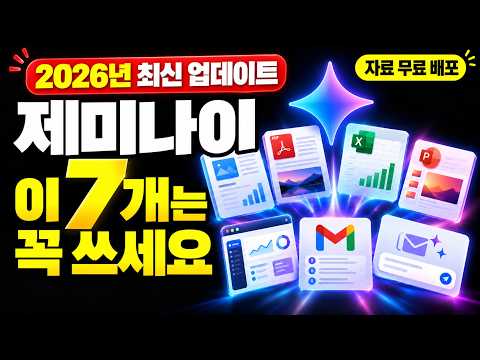 2026년 최신 업데이트
자료 무료 배포
제미나이
이 7개는
꼭 쓰세요
PDF
X
P
M